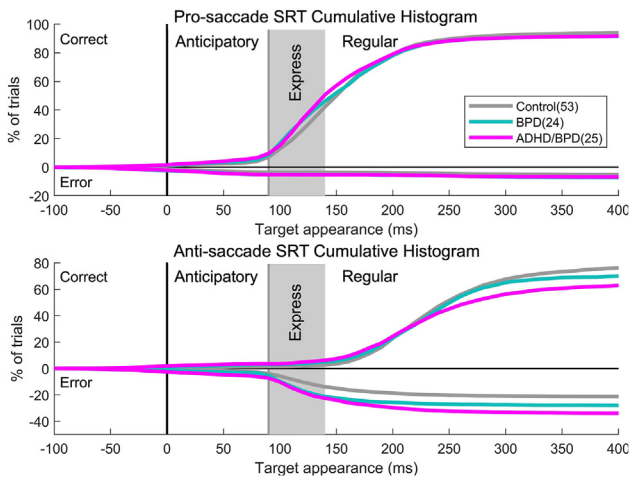 Pro-saccade SRT Cumulative Histogram
100
80
60
40
20
0
20
% of trials
Correct
Anticipatory
Express
Regular
Error
Control(53)
BPD(24)
ADHD/BPD(25)
-100 -50 0 50 100 150 200 250 300 350 400
Target appearance (ms)
Anti-saccade SRT Cumulative Histogram
80
60
40
20
0
-20
-40
% of trials
Correct
Anticipatory
Express
Regular
Error
-100 -50 0 50 100 150 200 250 300 350 400
Target appearance (ms)